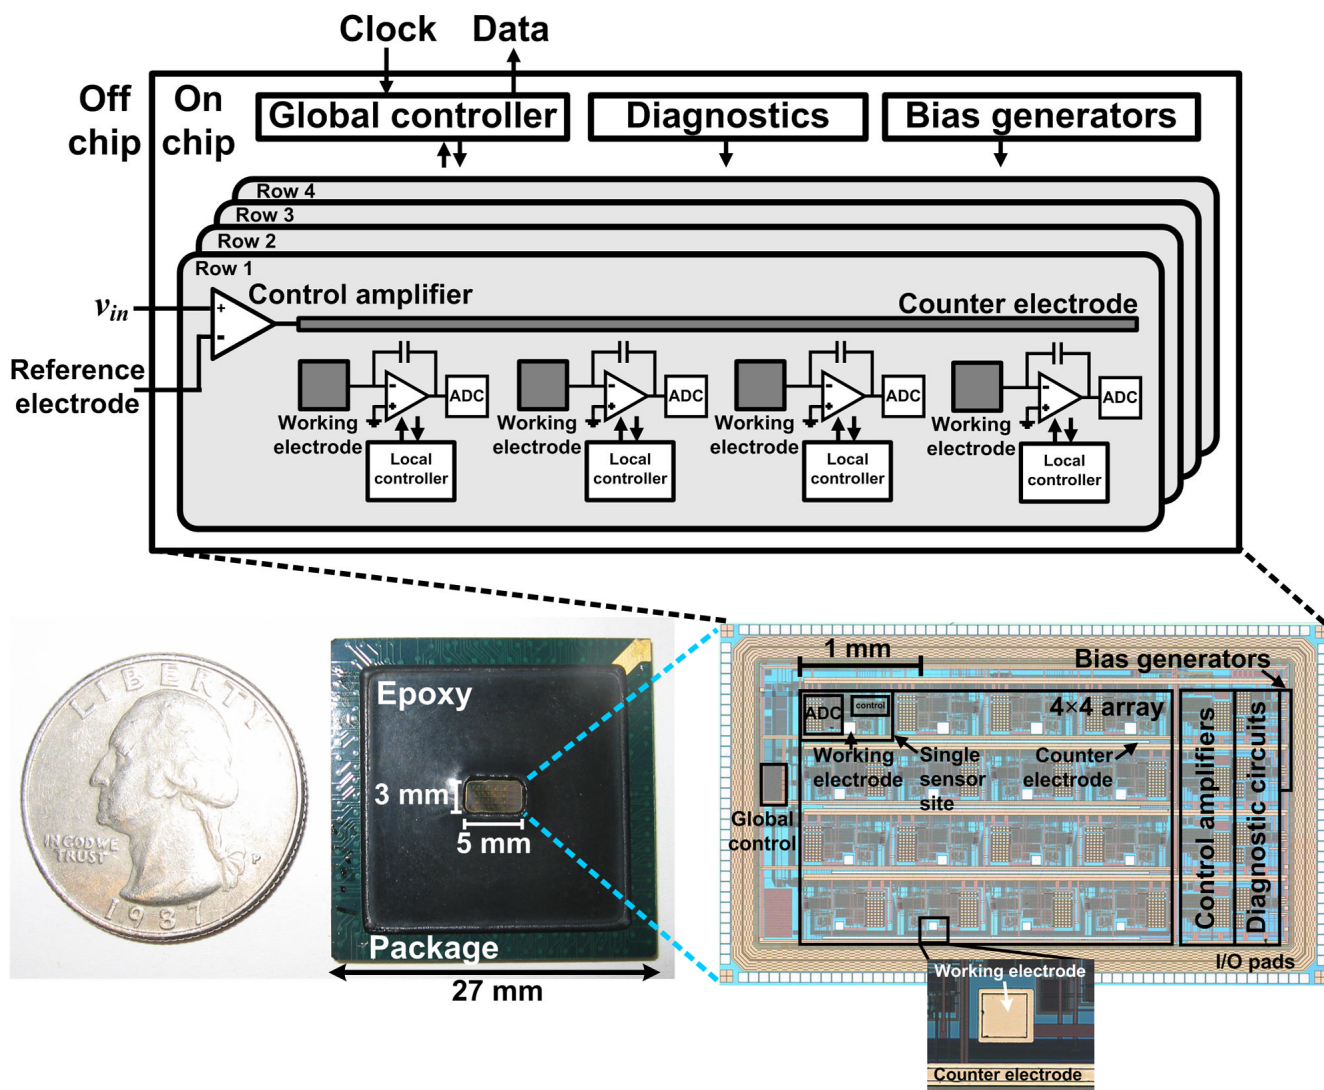 Clock Data
Off
chip
On
chip
Global controller
Diagnostics
Bias generators
Row 4
Row 3
Row 2
Row 1
Control amplifier
Counter electrode
vin
Reference
electrode
+
-
Working
electrode
-
+
ADC
Local
controller
Working
electrode
-
+
ADC
Local
controller
Working
electrode
-
+
ADC
Local
controller
Working
electrode
-
+
ADC
Local
controller
LIBERTY
IN GOD WE
TRUST
P
1987
Epoxy
3 mm
5 mm
Package
27 mm
1 mm
Bias generators
ADC
control
4×4 array
Working
electrode
Single
sensor
site
Counter
electrode
Global
control
Control amplifiers
Diagnostic circuits
I/O pads
Working electrode
Counter electrode